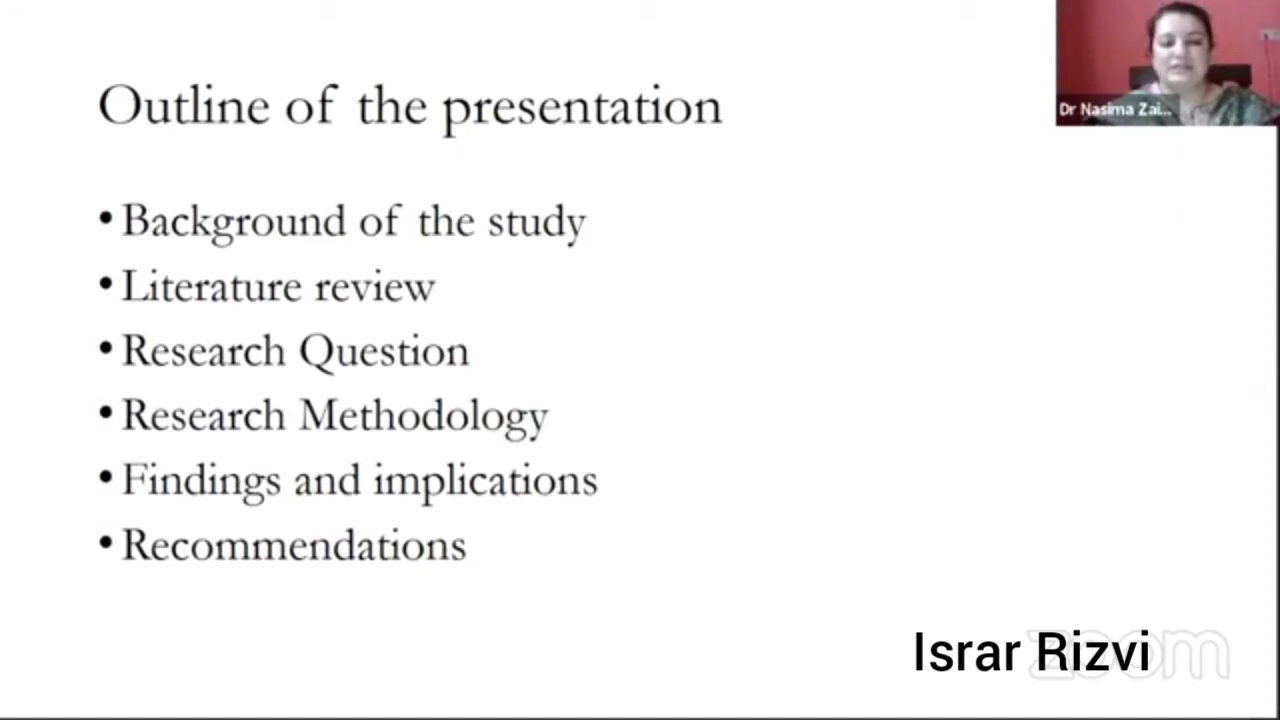 Outline of the presentation
Dr Nasima Zai...
• Background of the study
• Literature review
• Research Question
• Research Methodology
• Findings and implications
• Recommendations
Israr Rizvi
zoom